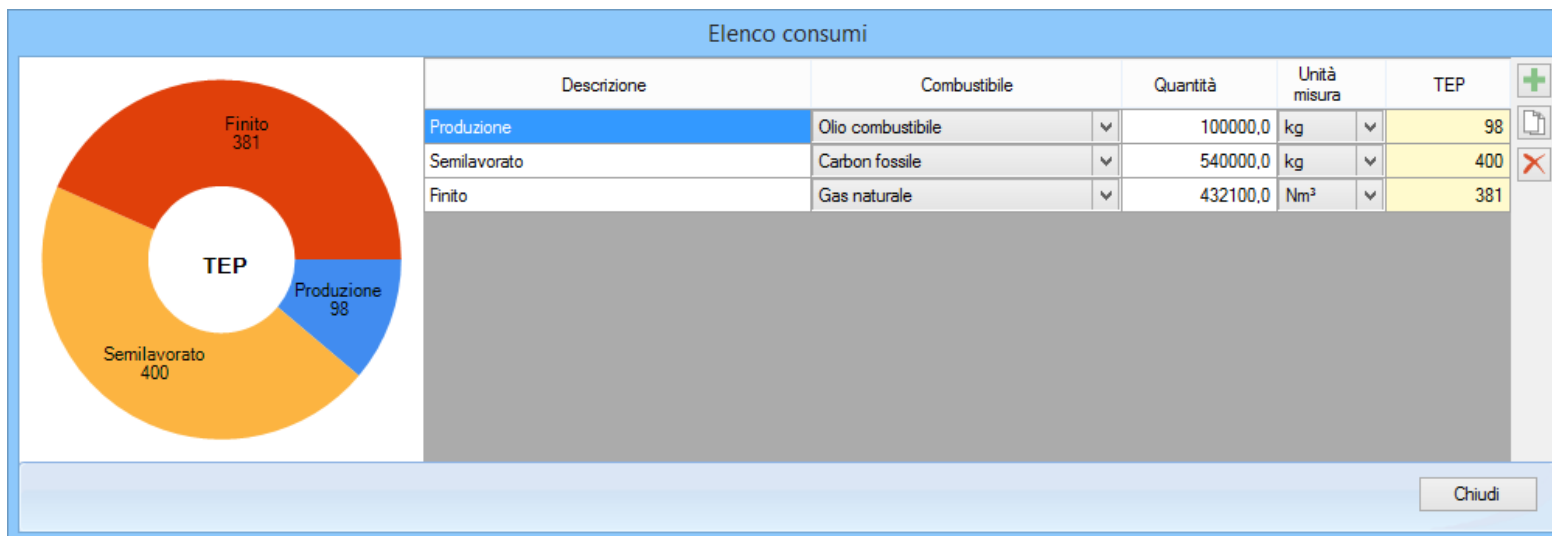 Elenco consumi
Finito
381
TEP
Produzione
98
Semilavorato
400
Descrizione Combustibile Quantità Unità misura TEP
Produzione Olio combustibile 100000,0 kg 98
Semilavorato Carbon fossile 540000,0 kg 400
Finito Gas naturale 432100,0 Nm³ 381
Chiudi